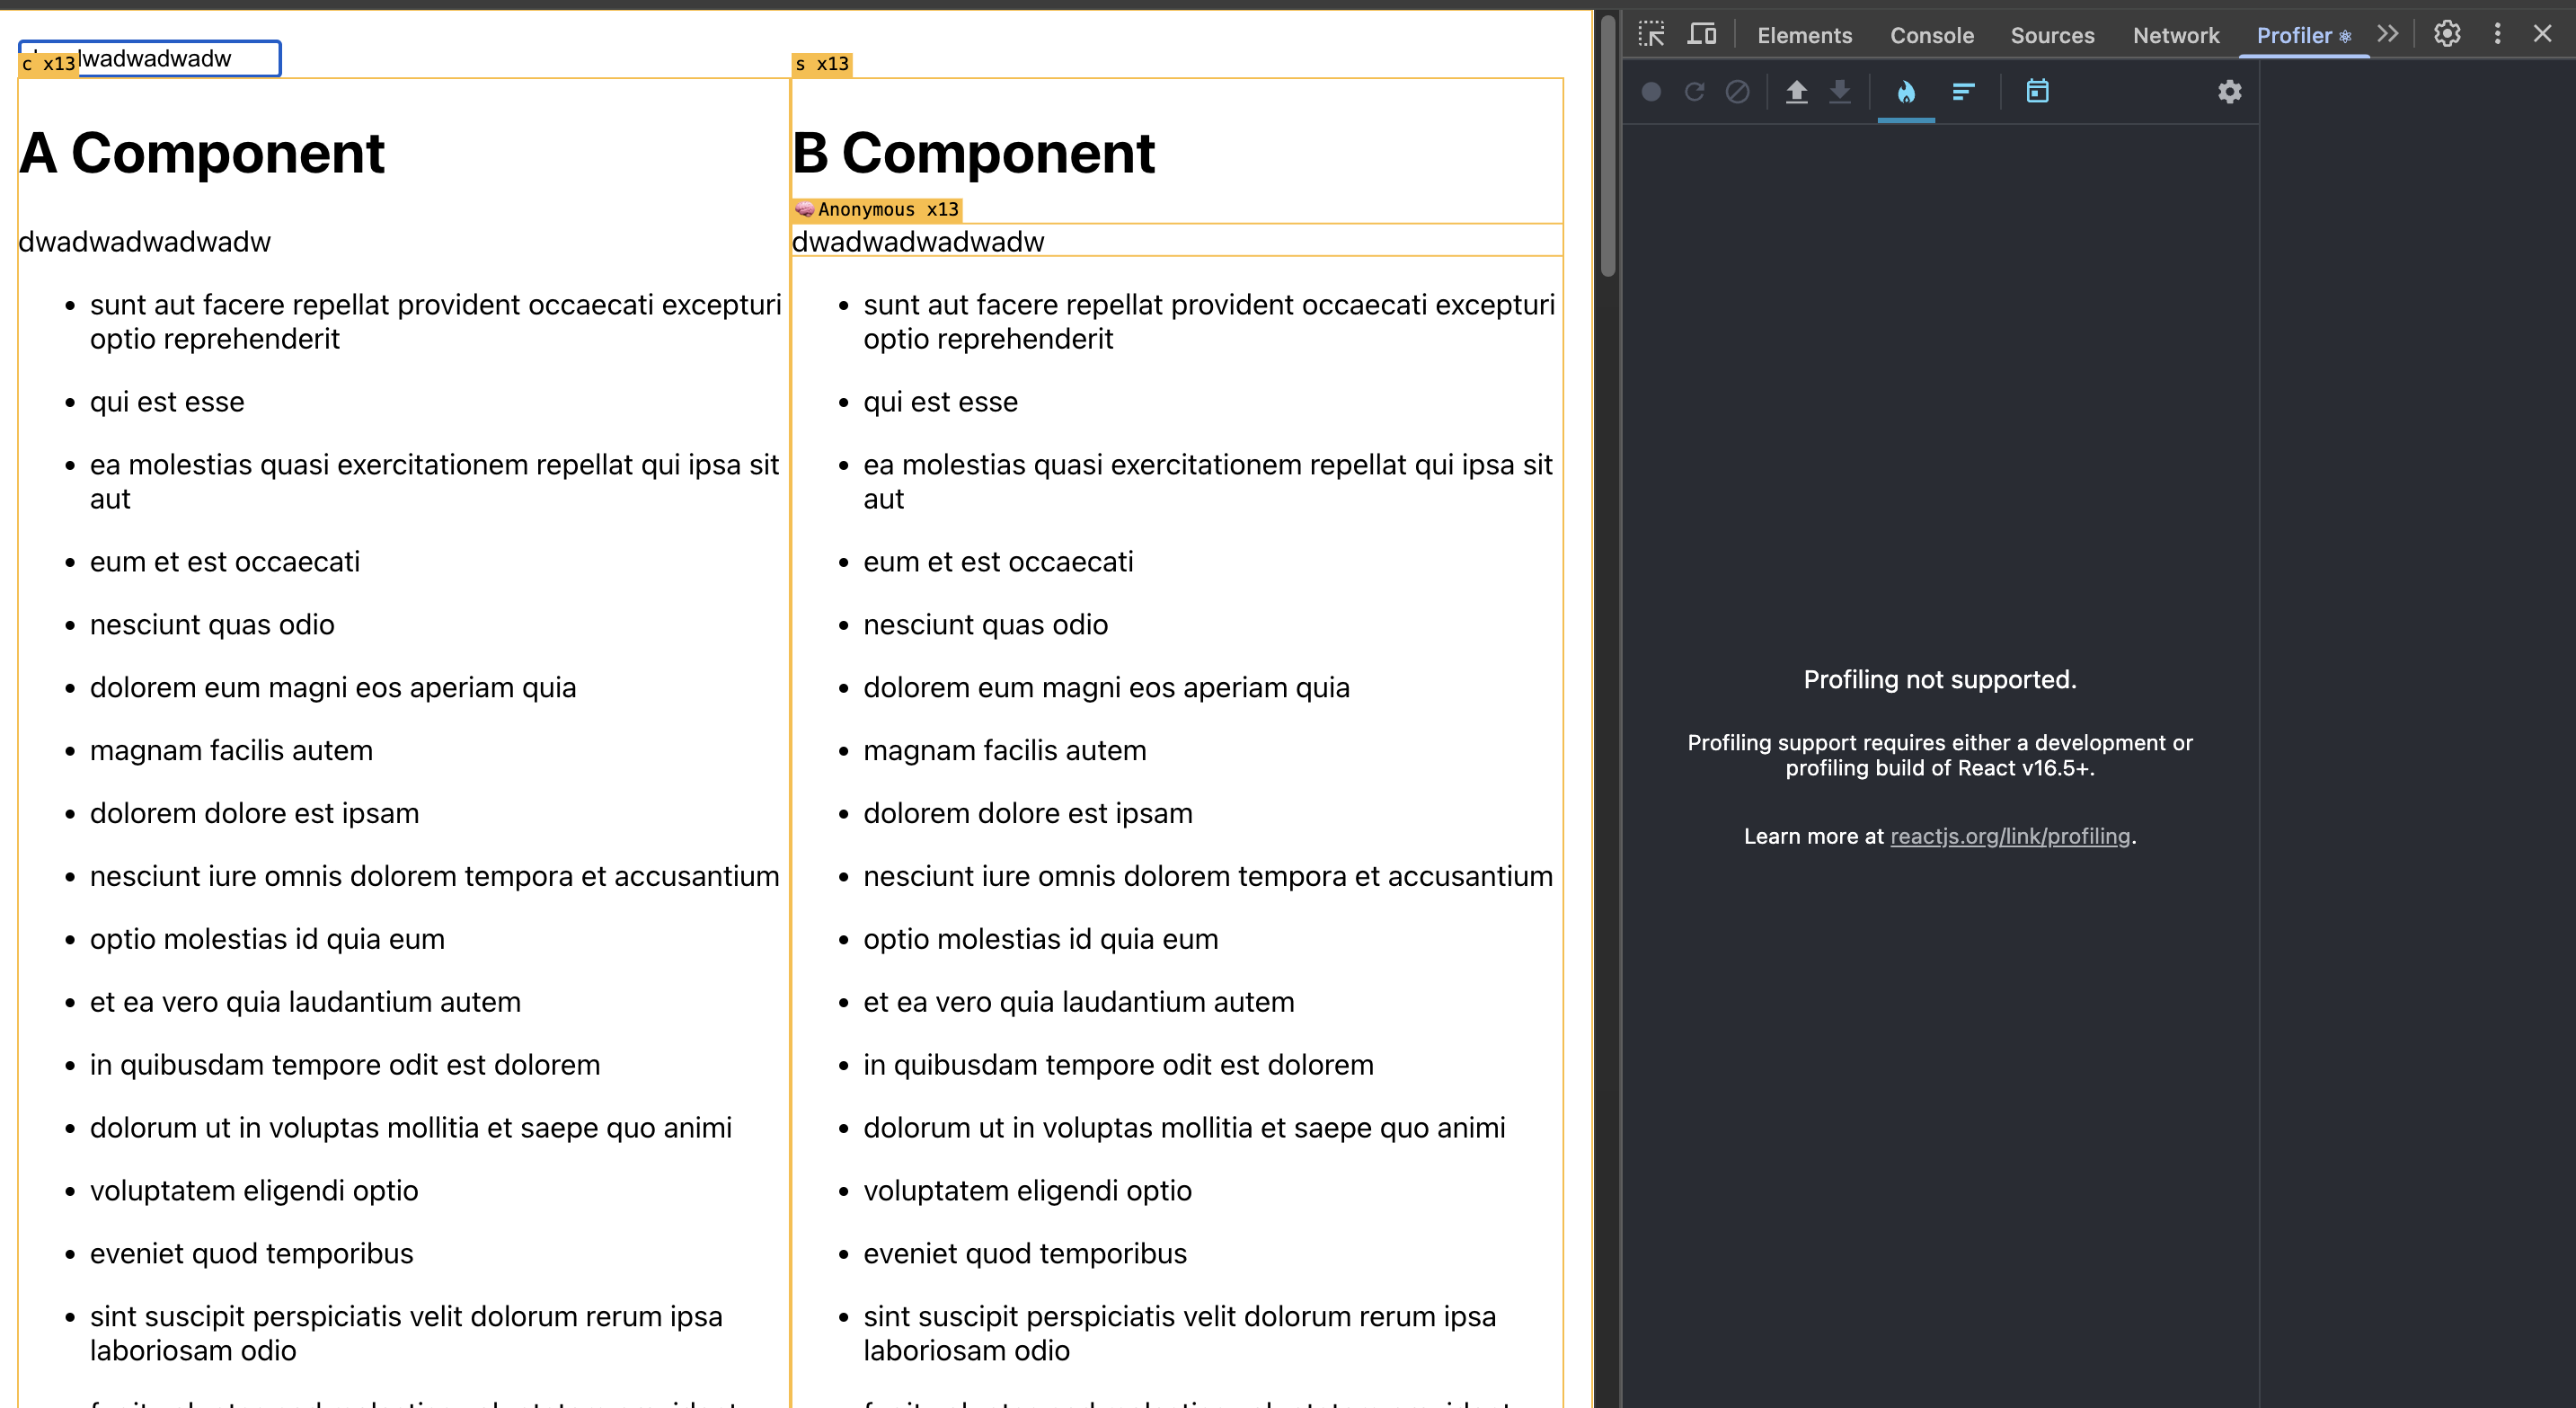 lwadwadwadw
c x13
s x13
A Component
B Component
Anonymous x13
dwadwadwadwadw
dwadwadwadwadw
• sunt aut facere repellat provident occaecati excepturi
optio reprehenderit
• qui est esse
• ea molestias quasi exercitationem repellat qui ipsa sit
aut
• eum et est occaecati
• nesciunt quas odio
• dolorem eum magni eos aperiam quia
• magnam facilis autem
• dolorem dolore est ipsam
• nesciunt iure omnis dolorem tempora et accusantium
• optio molestias id quia eum
• et ea vero quia laudantium autem
• in quibusdam tempore odit est dolorem
• dolorum ut in voluptas mollitia et saepe quo animi
• voluptatem eligendi optio
• eveniet quod temporibus
• sint suscipit perspiciatis velit dolorum rerum ipsa
laboriosam odio
• sunt aut facere repellat provident occaecati excepturi
optio reprehenderit
• qui est esse
• ea molestias quasi exercitationem repellat qui ipsa sit
aut
• eum et est occaecati
• nesciunt quas odio
• dolorem eum magni eos aperiam quia
• magnam facilis autem
• dolorem dolore est ipsam
• nesciunt iure omnis dolorem tempora et accusantium
• optio molestias id quia eum
• et ea vero quia laudantium autem
• in quibusdam tempore odit est dolorem
• dolorum ut in voluptas mollitia et saepe quo animi
• voluptatem eligendi optio
• eveniet quod temporibus
• sint suscipit perspiciatis velit dolorum rerum ipsa
laboriosam odio
Elements Console Sources Network Profiler
Profiling not supported.
Profiling support requires either a development or
profiling build of React v16.5+.
Learn more at reactjs.org/link/profiling.